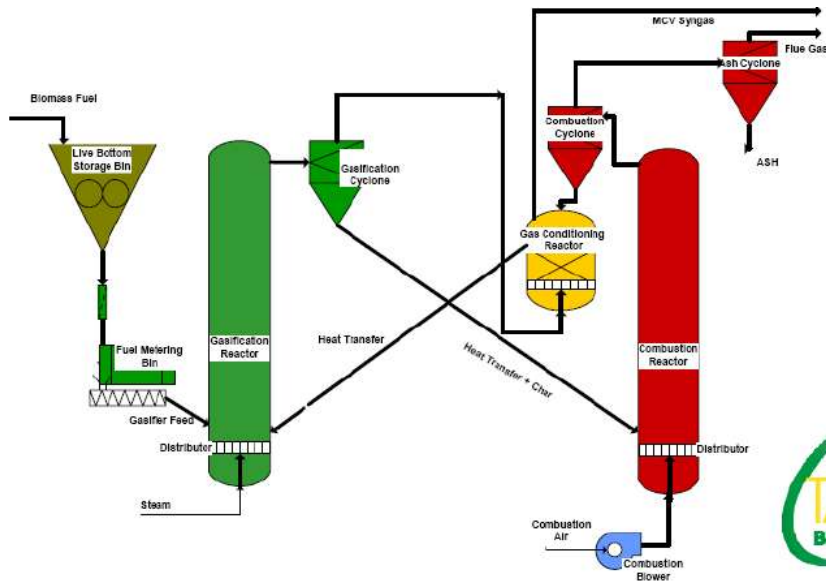 MCV Syngas
Flue Gas
Ash Cyclone
Biomass Fuel
Combustion
Cyclone
Live Bottom
Storage Bin
Gasification
Cyclone
ASH
Gas Conditioning
Reactor
Heat Transfer
Gasification
Reactor
Fuel Metering
Bin
Heat Transfer + Char
Combustion
Reactor
Gasifier Feed
Distributer
Distributor
Steam
Combustion
Air
Combustion
Blower